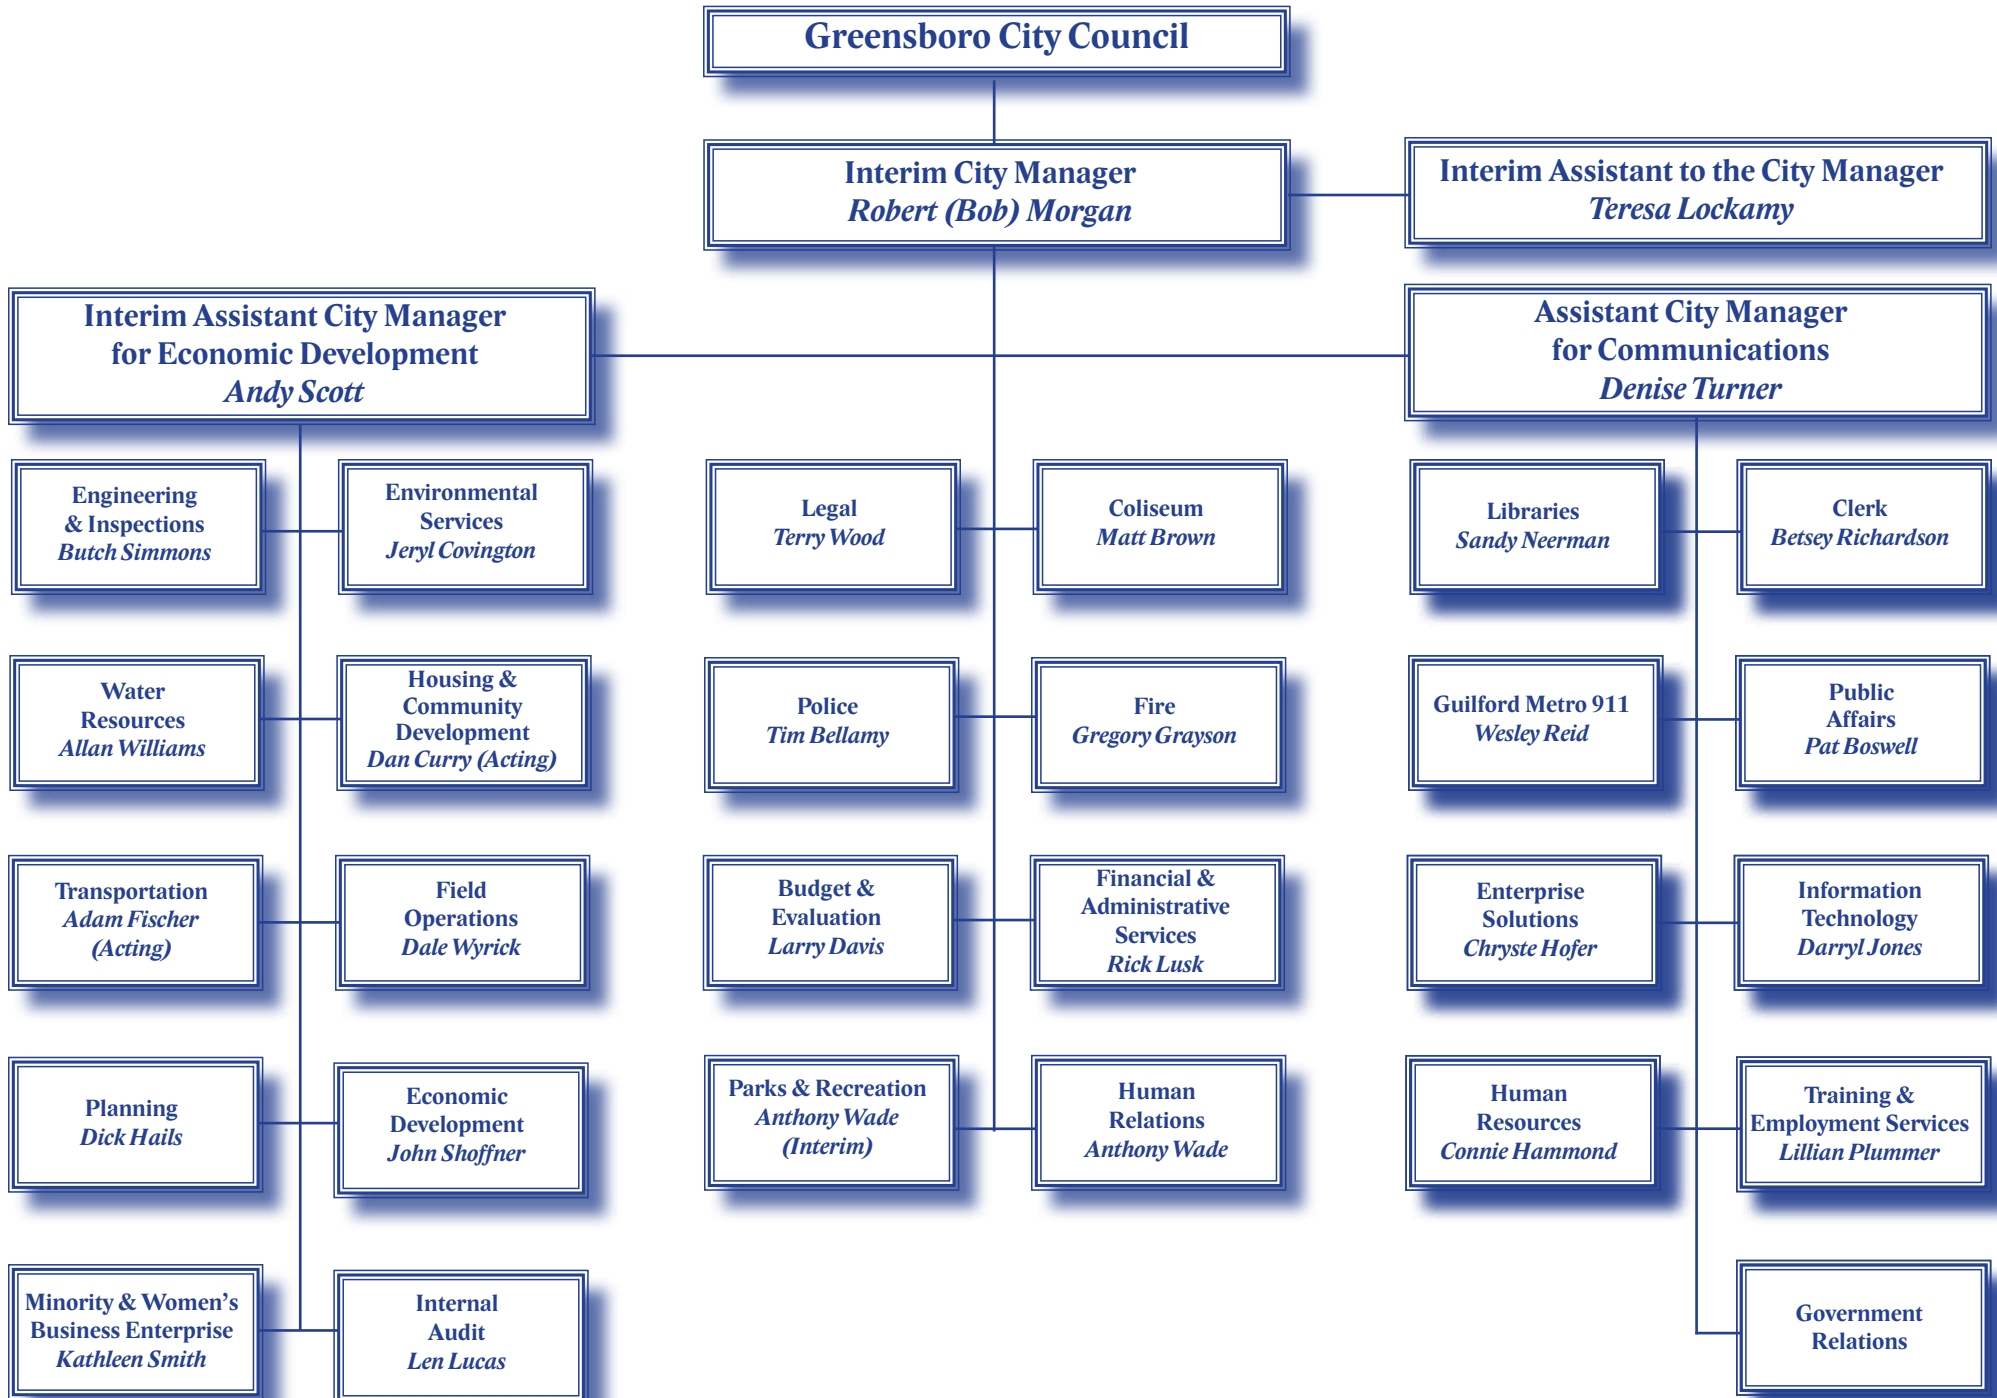 Greensboro City Council
Interim City Manager
Robert (Bob) Morgan
Interim Assistant to the City Manager
Teresa Lockamy
Interim Assistant City Manager
for Economic Development
Andy Scott
Assistant City Manager
for Communications
Denise Turner
Engineering
& Inspections
Butch Simmons
Environmental
Services
Jeryl Covington
Legal
Terry Wood
Coliseum
Matt Brown
Libraries
Sandy Neerman
Clerk
Betsey Richardson
Water
Resources
Allan Williams
Housing &
Community
Development
Dan Curry (Acting)
Police
Tim Bellamy
Fire
Gregory Grayson
Guilford Metro 911
Wesley Reid
Public
Affairs
Pat Boswell
Transportation
Adam Fischer
(Acting)
Field
Operations
Dale Wyrick
Budget &
Evaluation
Larry Davis
Financial &
Administrative
Services
Rick Lusk
Enterprise
Solutions
Chryste Hofer
Information
Technology
Darryl Jones
Planning
Dick Hails
Economic
Development
John Shoffner
Parks & Recreation
Anthony Wade
(Interim)
Human
Relations
Anthony Wade
Human
Resources
Connie Hammond
Training &
Employment Services
Lillian Plummer
Minority & Women's
Business Enterprise
Kathleen Smith
Internal
Audit
Len Lucas
Government
Relations